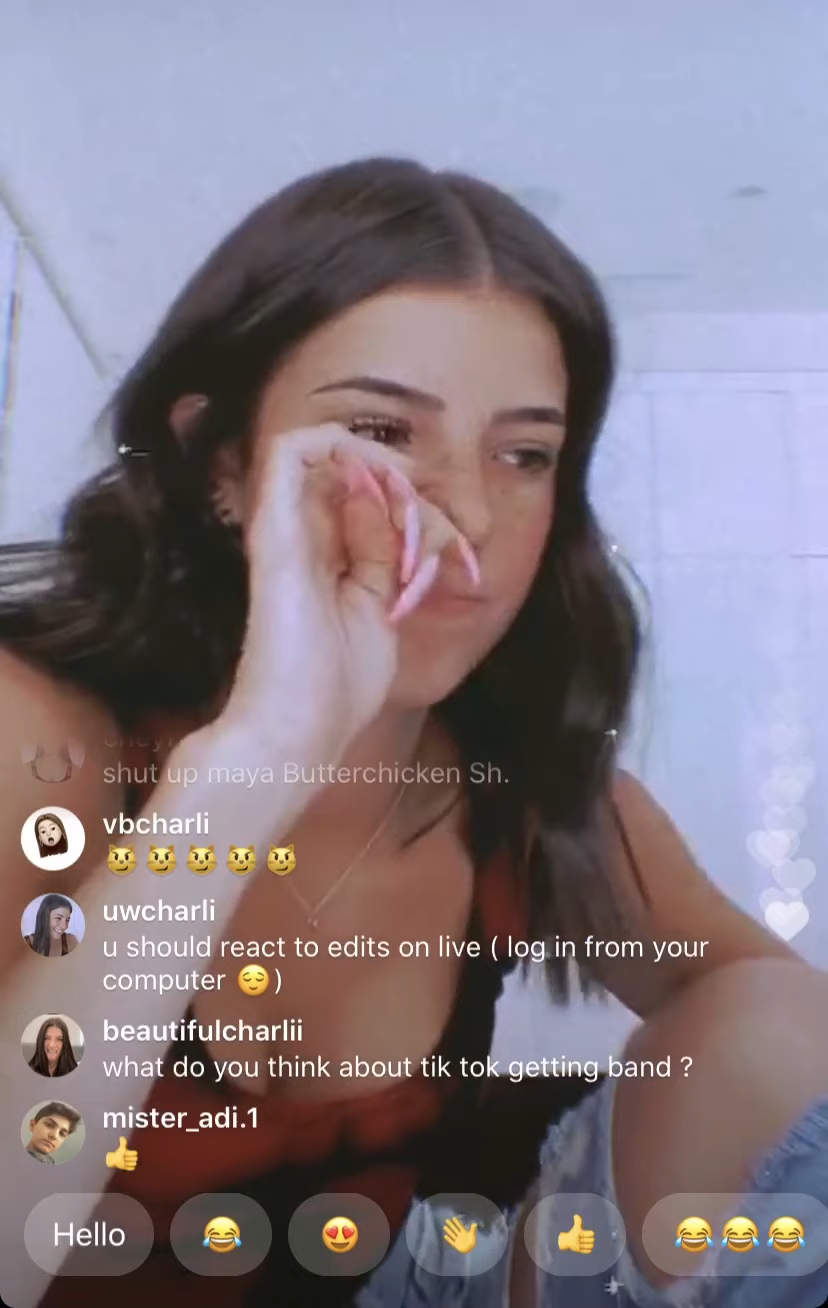 shut up maya Butterchicken Sh.
vbcharli
😼😼😼😼😼
uwcharli
u should react to edits on live ( log in from your
computer 😌 )
beautifulcharlii
what do you think about tik tok getting band ?
mister_adi.1
👍
Hello 😂 😍 👋 👍 😂😂😂